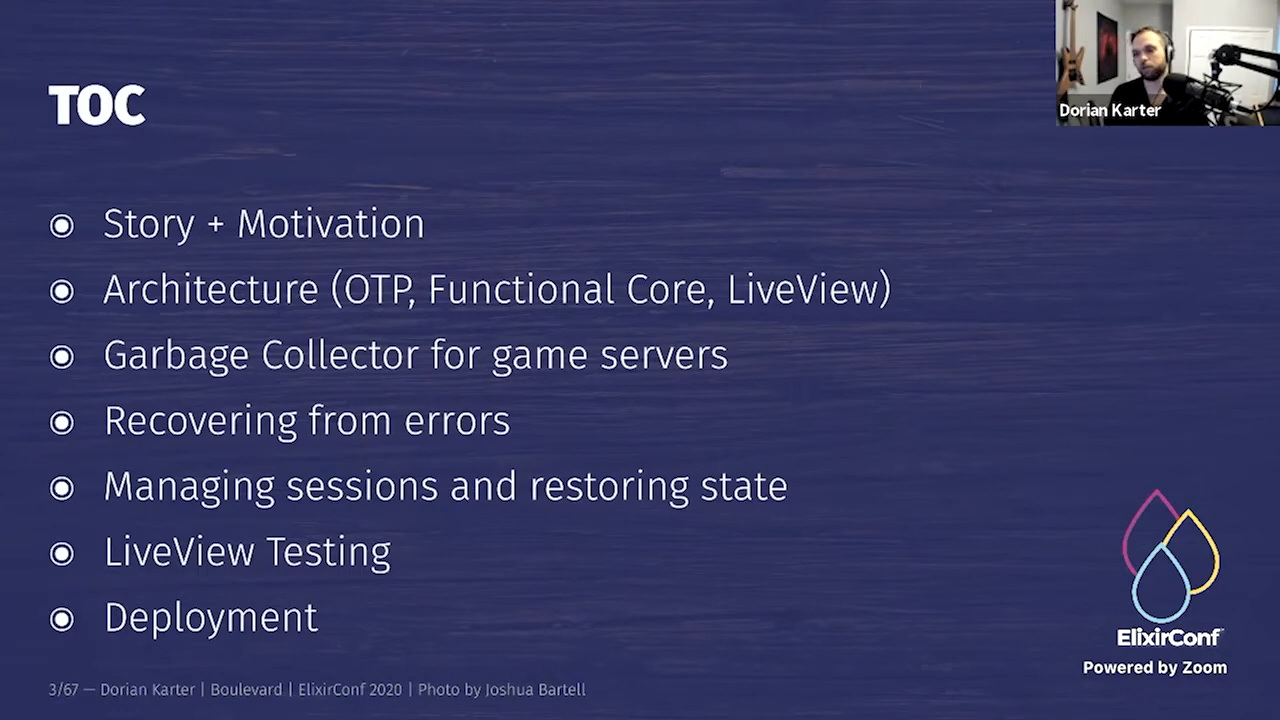 TOC
Dorian Karter
Story + Motivation
Architecture (OTP, Functional Core, LiveView)
Garbage Collector for game servers
Recovering from errors
Managing sessions and restoring state
LiveView Testing
Deployment
ElixirConf
Powered by Zoom
3/67 — Dorian Karter | Boulevard | ElixirConf 2020 | Photo by Joshua Bartell